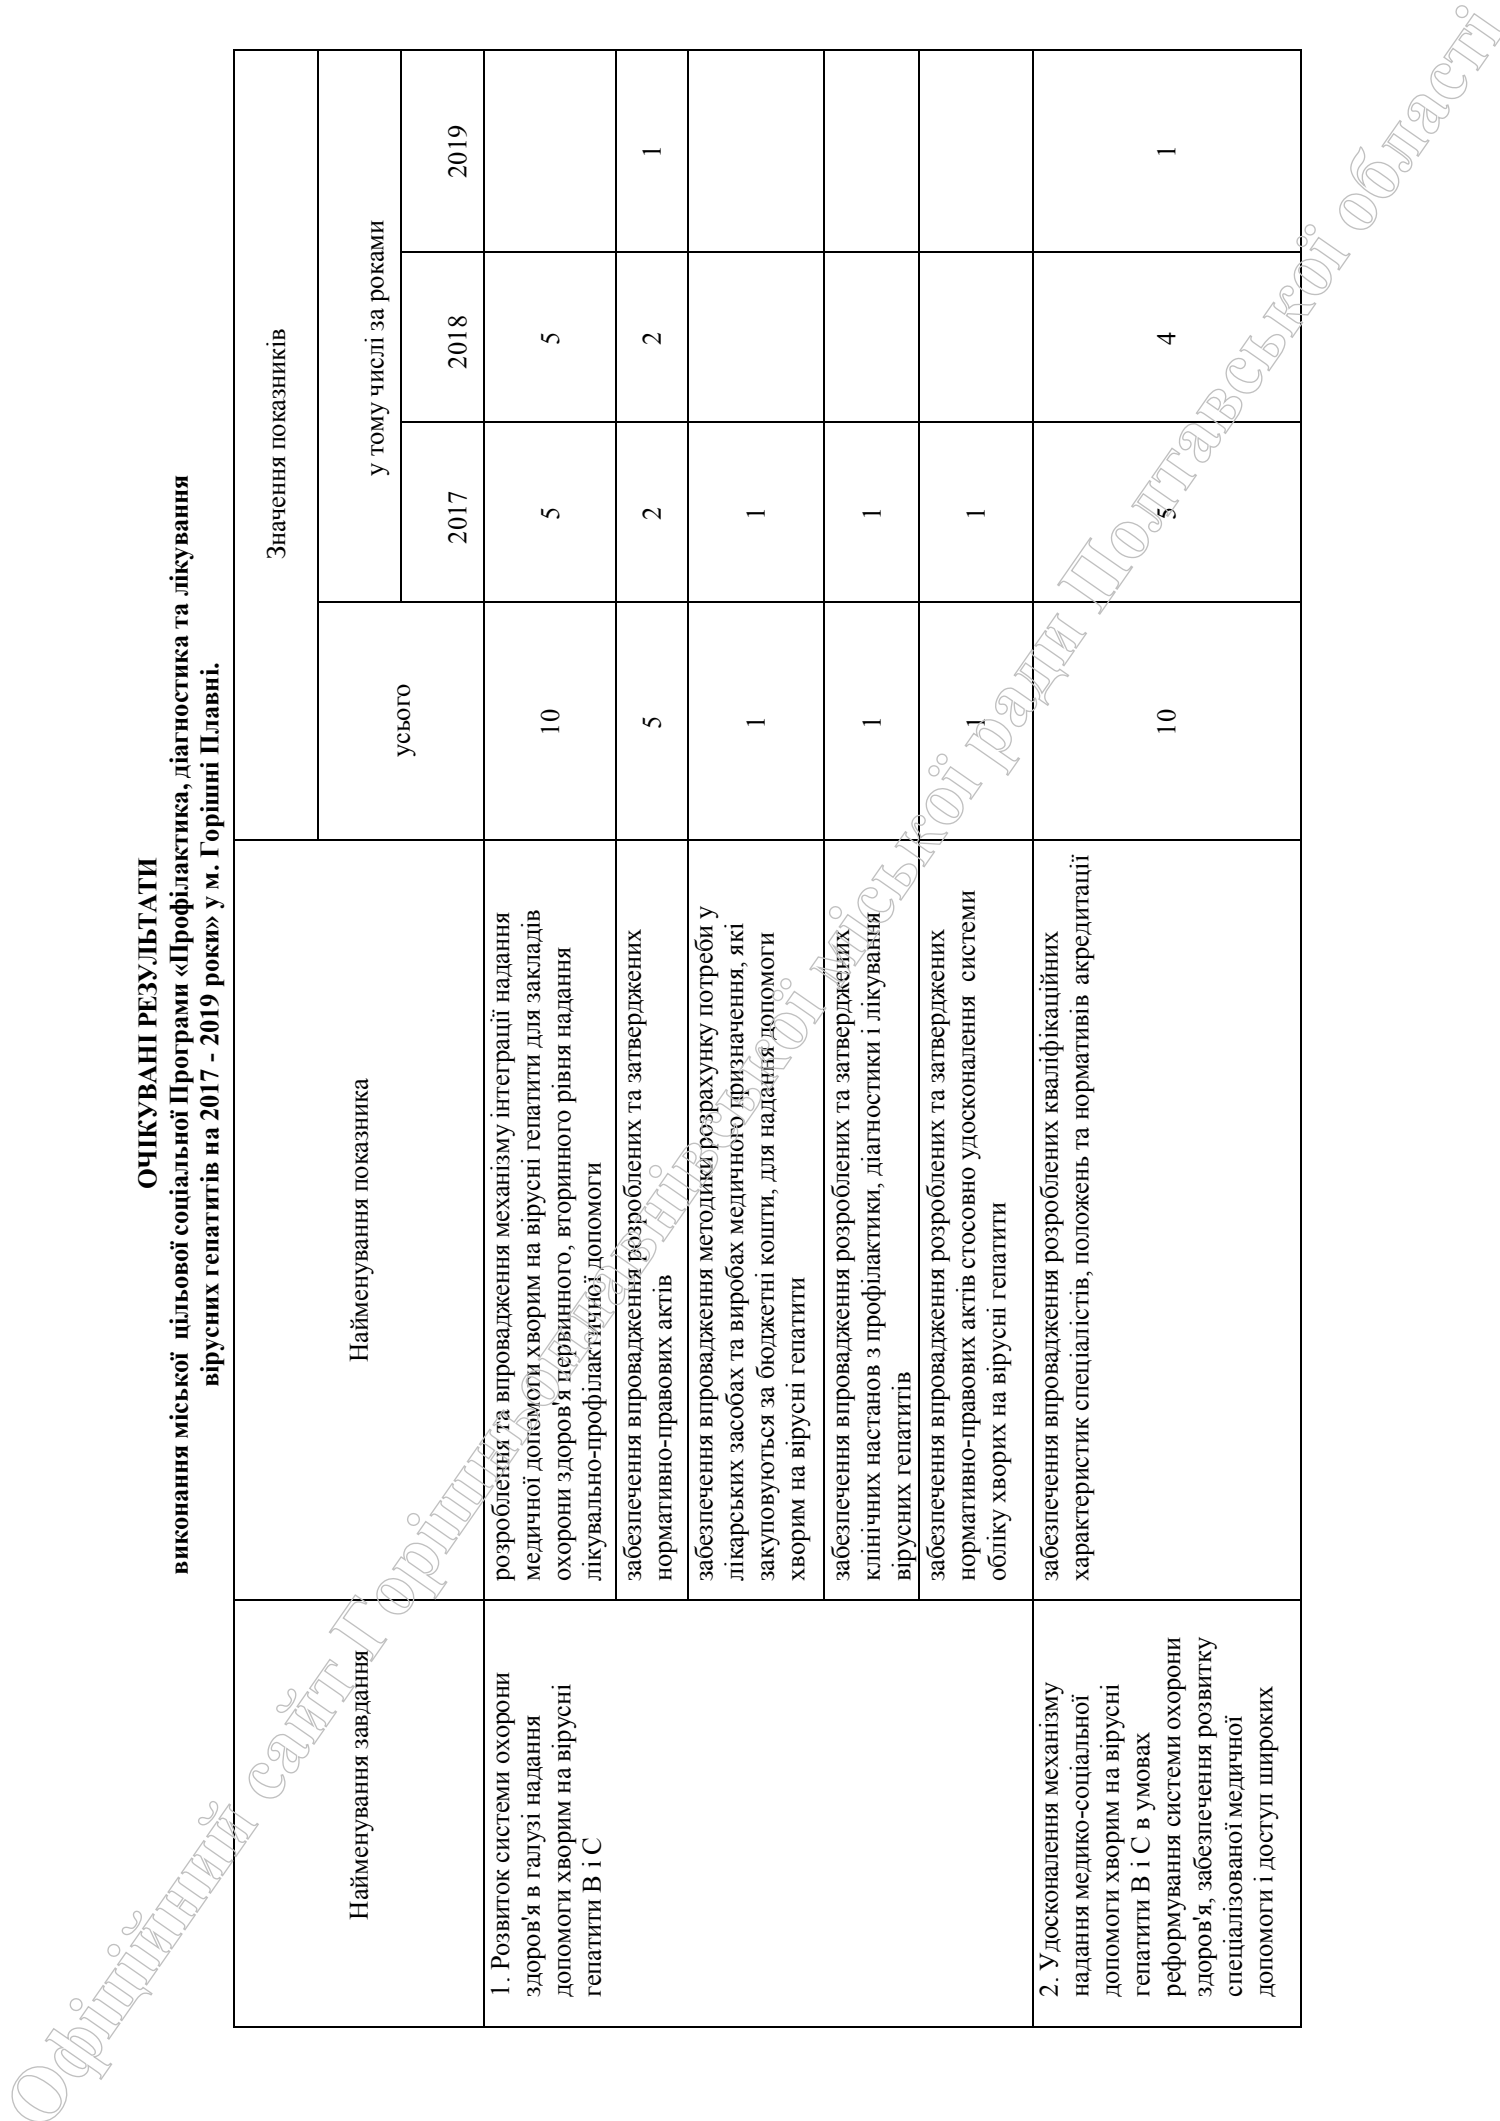 ОЧІКУВАНІ РЕЗУЛЬТАТИ
виконання міської цільової соціальної Програми «Профілактика, діагностика та лікування
вірусних гепатитів на 2017 - 2019 роки» у м. Горішні Плавні.
Найменування завдання
Найменування показника
Значення показників
усього
у тому числі за роками
2017
2018
2019
1. Розвиток системи охорони
здоров'я в галузі надання
допомоги хворим на вірусні
гепатити В і С
розроблення та впровадження механізму інтеграції надання
медичної допомоги хворим на вірусні гепатити для закладів
охорони здоров'я первинного, вторинного рівня надання
лікувально-профілактичної допомоги
10
5
5
забезпечення впровадження розроблених та затверджених
нормативно-правових актів
5
2
2
1
забезпечення впровадження методики розрахунку потреби у
лікарських засобах та виробах медичного призначення, які
закуповуються за бюджетні кошти, для надання допомоги
хворим на вірусні гепатити
1
1
забезпечення впровадження розроблених та затверджених
клінічних настанов з профілактики, діагностики і лікування
вірусних гепатитів
1
1
забезпечення впровадження розроблених та затверджених
нормативно-правових актів стосовно удосконалення системи
обліку хворих на вірусні гепатити
1
1
2. Удосконалення механізму
надання медико-соціальної
допомоги хворим на вірусні
гепатити В і С в умовах
реформування системи охорони
здоров'я, забезпечення розвитку
спеціалізованої медичної
допомоги і доступ широких
забезпечення впровадження розроблених кваліфікаційних
характеристик спеціалістів, положень та нормативів акредитації
10
5
4
1
Офіційний сайт Горішньоплавнівської міської ради Полтавської області